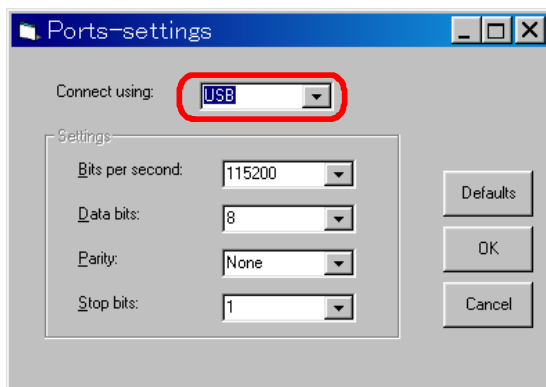 Ports-settings
Connect using: USB
Settings
Bits per second: 115200
Data bits: 8
Parity: None
Stop bits: 1
Defaults
OK
Cancel